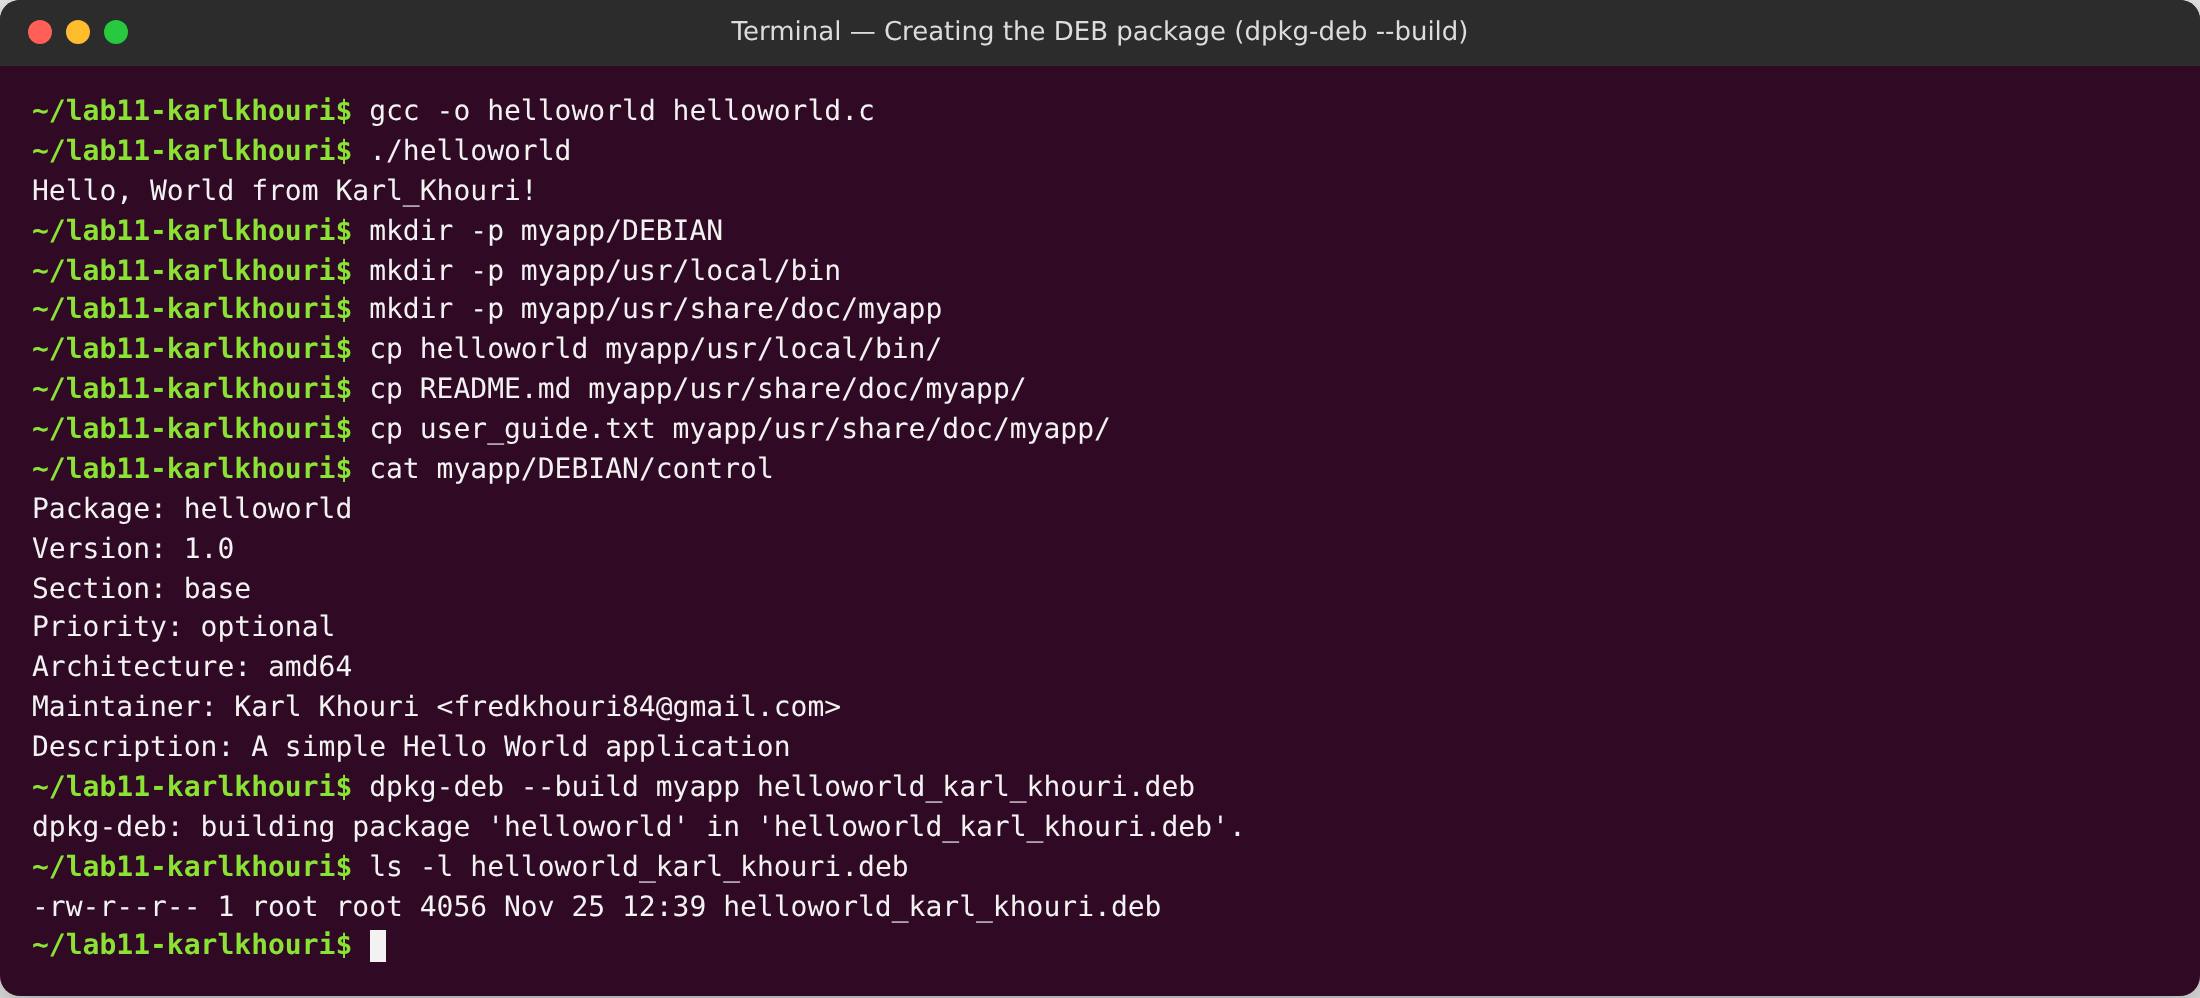 Terminal — Creating the DEB package (dpkg-deb --build)
~/lab11-karlkhouri$ gcc -o helloworld helloworld.c
~/lab11-karlkhouri$ ./helloworld
Hello, World from Karl_Khouri!
~/lab11-karlkhouri$ mkdir -p myapp/DEBIAN
~/lab11-karlkhouri$ mkdir -p myapp/usr/local/bin
~/lab11-karlkhouri$ mkdir -p myapp/usr/share/doc/myapp
~/lab11-karlkhouri$ cp helloworld myapp/usr/local/bin/
~/lab11-karlkhouri$ cp README.md myapp/usr/share/doc/myapp/
~/lab11-karlkhouri$ cp user_guide.txt myapp/usr/share/doc/myapp/
~/lab11-karlkhouri$ cat myapp/DEBIAN/control
Package: helloworld
Version: 1.0
Section: base
Priority: optional
Architecture: amd64
Maintainer: Karl Khouri <fredkhouri84@gmail.com>
Description: A simple Hello World application
~/lab11-karlkhouri$ dpkg-deb --build myapp helloworld_karl_khouri.deb
dpkg-deb: building package 'helloworld' in 'helloworld_karl_khouri.deb'.
~/lab11-karlkhouri$ ls -l helloworld_karl_khouri.deb
-rw-r--r-- 1 root root 4056 Nov 25 12:39 helloworld_karl_khouri.deb
~/lab11-karlkhouri$